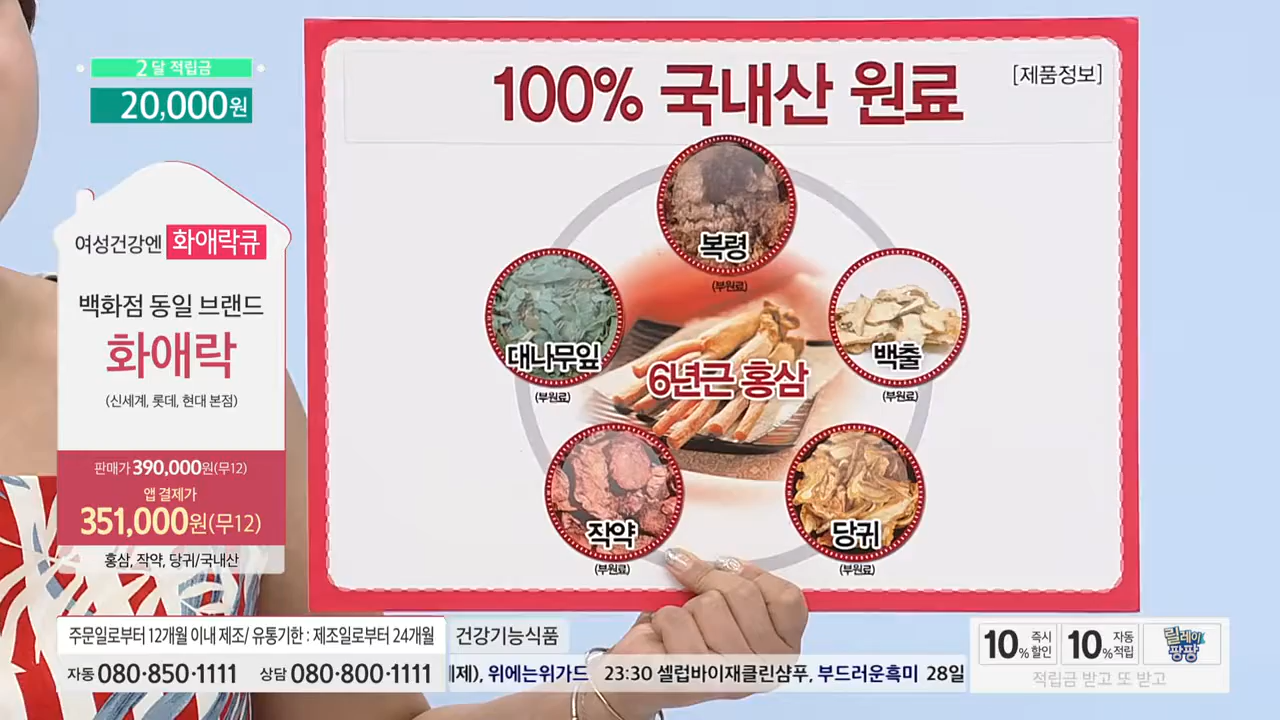 2달 적립금
20,000원
여성건강엔 화애락큐
백화점 동일 브랜드
화애락
(신세계, 롯데, 현대 본점)
판매가 390,000원(무12)
앱 결제가
351,000원(무12)
홍삼, 작약, 당귀/국내산
100% 국내산 원료
[제품정보]
복령
(부원료)
대나무잎
(부원료)
백출
(부원료)
6년근 홍삼
작약
(부원료)
당귀
(부원료)
주문일로부터 12개월 이내 제조/ 유통기한 : 제조일로부터 24개월
건강기능식품
자동 080·850·1111 상담 080·800·1111
제), 위에는위가드 23:30 셀럽바이재클린샴푸, 부드러운흑미 28일
10% 즉시할인
10% 자동적립
릴레이팡팡
적립금 받고 또 받고